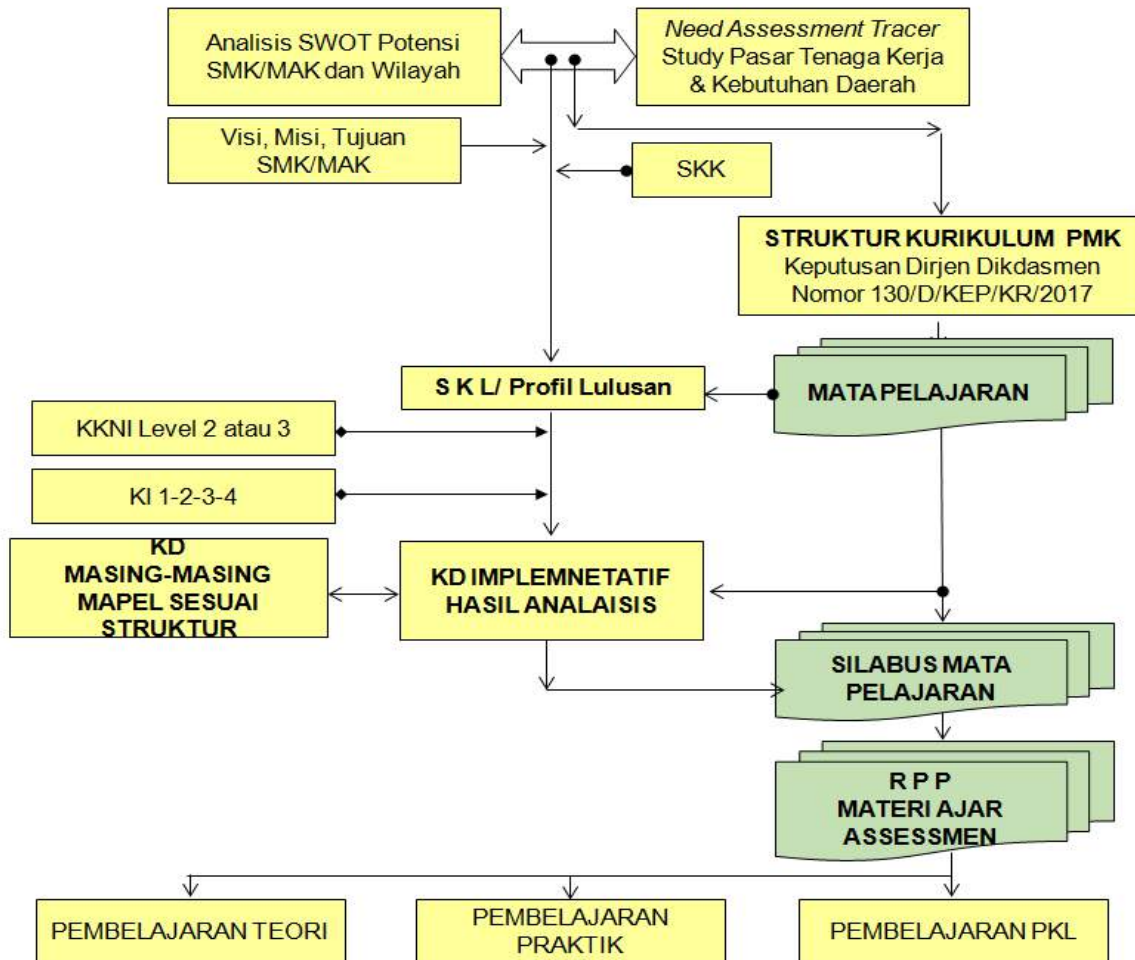 Analisis SWOT Potensi
SMK/MAK dan Wilayah
Need Assessment Tracer
Study Pasar Tenaga Kerja
& Kebutuhan Daerah
Visi, Misi, Tujuan
SMK/MAK
SKK
STRUKTUR KURIKULUM PMK
Keputusan Dirjen Dikdasmen
Nomor 130/D/KEP/KR/2017
S K L/ Profil Lulusan
MATA PELAJARAN
KKNI Level 2 atau 3
KI 1-2-3-4
KD
MASING-MASING
MAPEL SESUAI
STRUKTUR
KD IMPLEMNETATIF
HASIL ANALAISIS
SILABUS MATA
PELAJARAN
R P P
MATERI AJAR
ASSESSMEN
PEMBELAJARAN TEORI
PEMBELAJARAN
PRAKTIK
PEMBELAJARAN PKL